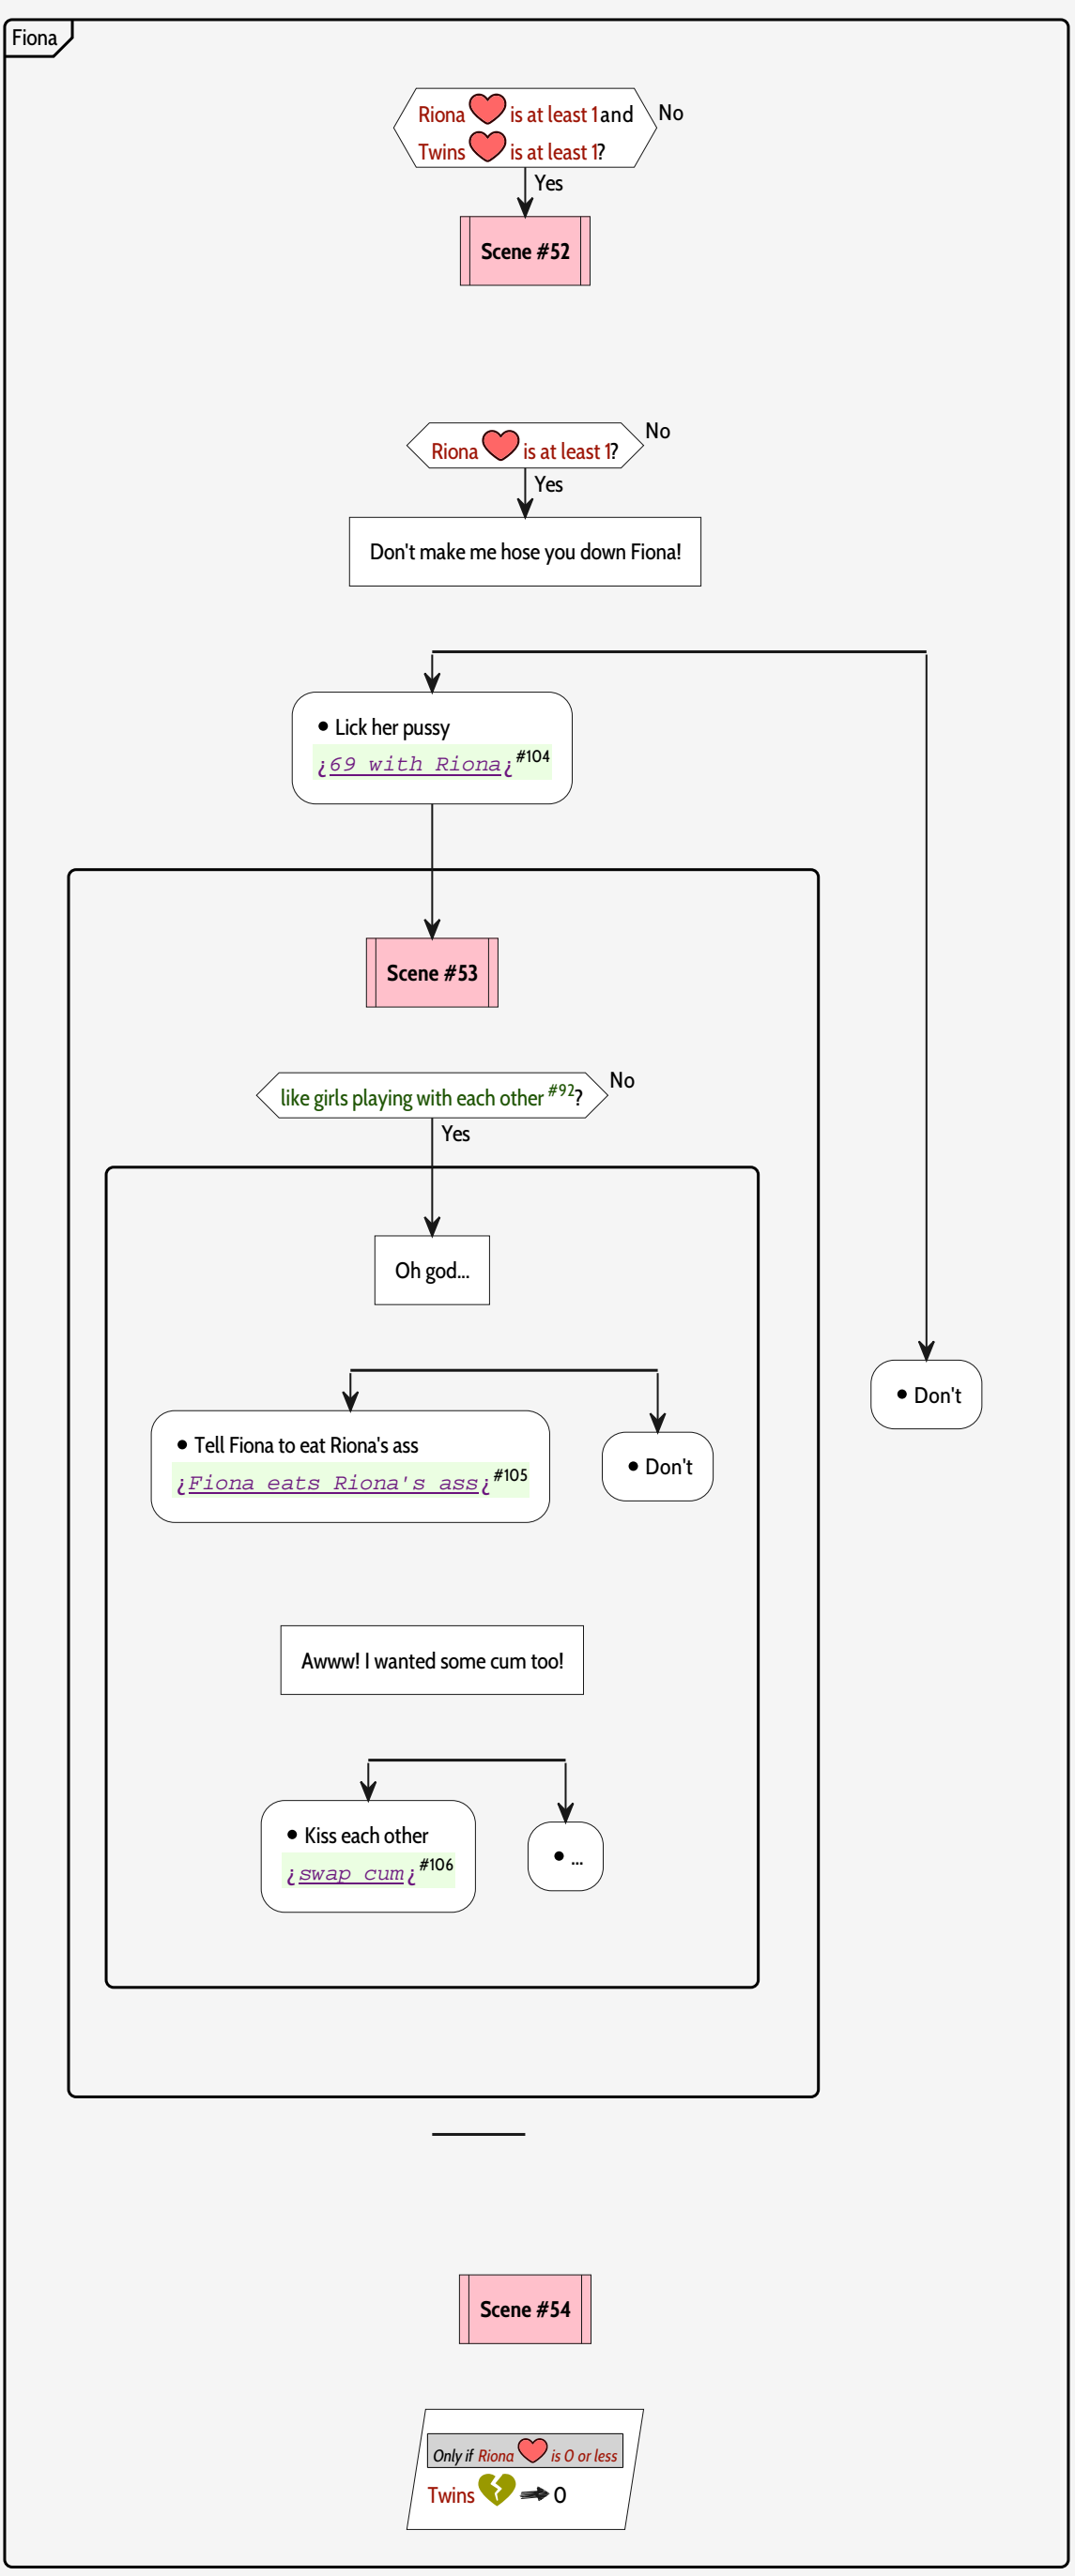 Fiona
Riona is at least 1 and
Twins is at least 1?
No
Yes
Scene #52
Riona is at least 1?
No
Yes
Don't make me hose you down Fiona!
• Lick her pussy
¿69 with Riona¿#104
Scene #53
like girls playing with each other #92?
No
Yes
Oh god...
• Don't
• Tell Fiona to eat Riona's ass
¿Fiona eats Riona's ass¿#105
• Don't
Awww! I wanted some cum too!
• Kiss each other
¿swap cum¿#106
• ...
Scene #54
Only if Riona is 0 or less
Twins 0